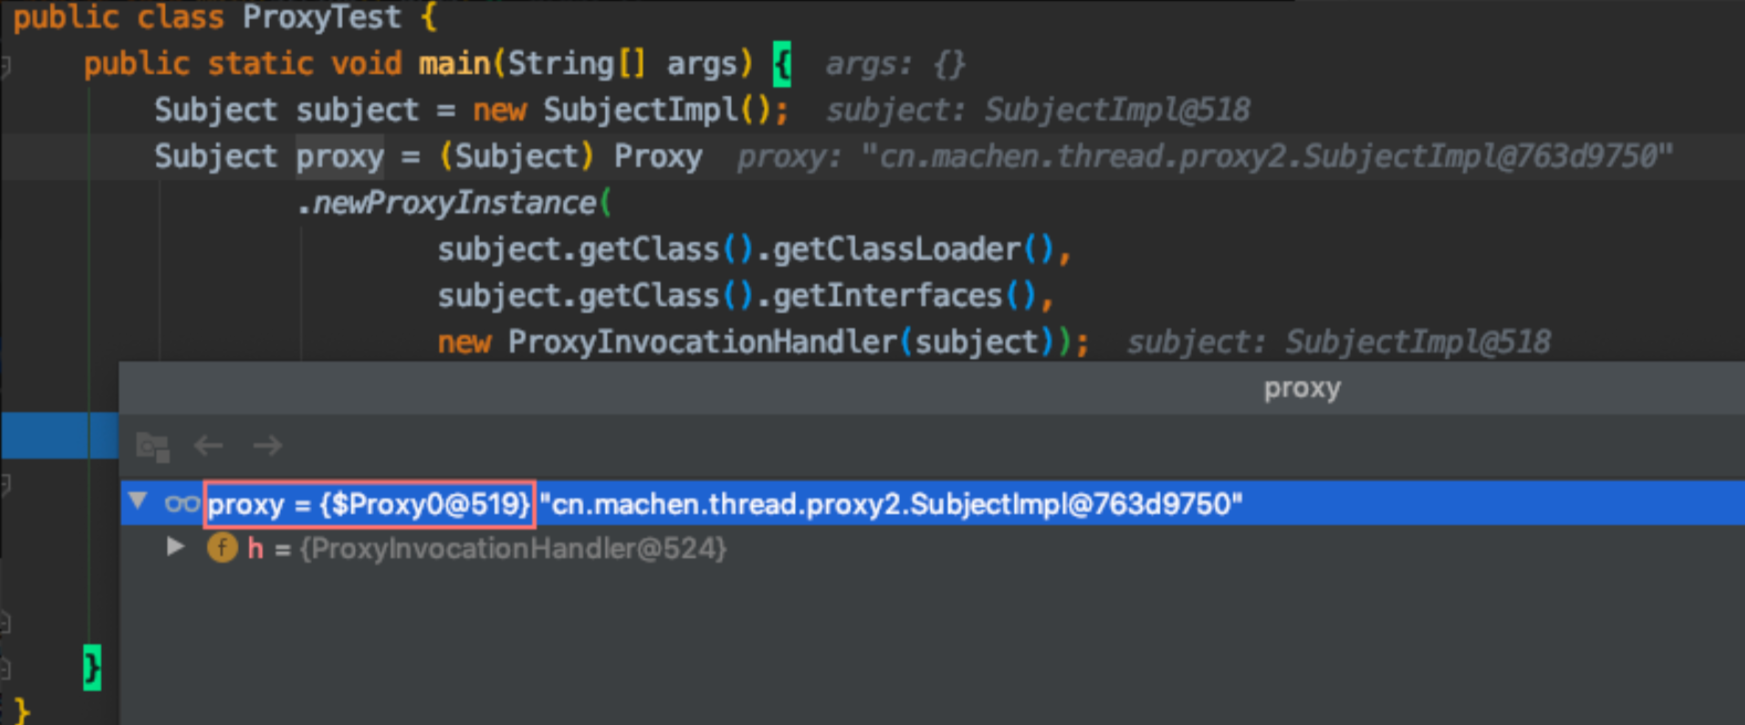 public class ProxyTest {
public static void main(String[] args) { args: {}
Subject subject = new SubjectImpl(); subject: SubjectImpl@518
Subject proxy = (Subject) Proxy proxy: "cn.machen.thread.proxy2.SubjectImpl@763d9750"
.newProxyInstance(
subject.getClass().getClassLoader(),
subject.getClass().getInterfaces(),
new ProxyInvocationHandler(subject)); subject: SubjectImpl@518
proxy
proxy = {$Proxy0@519} "cn.machen.thread.proxy2.SubjectImpl@763d9750"
f h = {ProxyInvocationHandler@524}
}
}